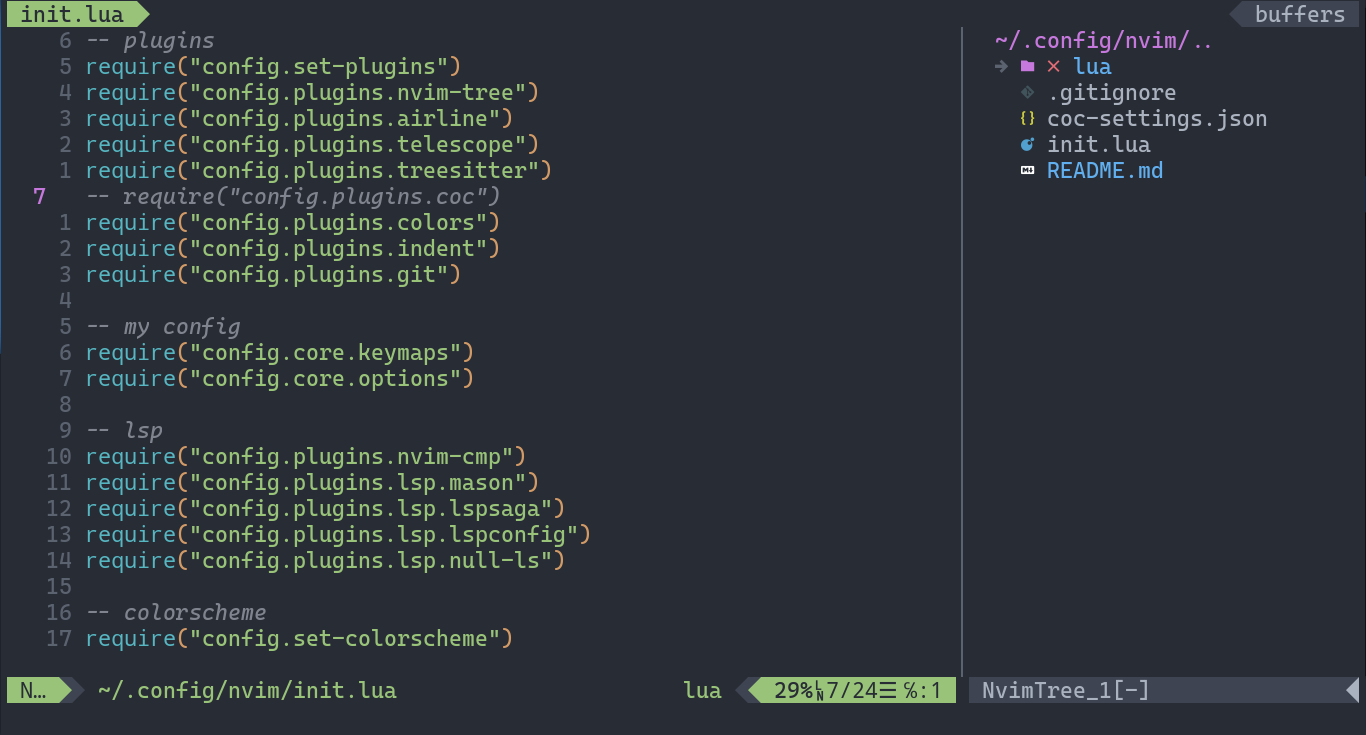 init.lua
buffers
6 -- plugins
5 require("config.set-plugins")
4 require("config.plugins.nvim-tree")
3 require("config.plugins.airline")
2 require("config.plugins.telescope")
1 require("config.plugins.treesitter")
7 -- require("config.plugins.coc")
1 require("config.plugins.colors")
2 require("config.plugins.indent")
3 require("config.plugins.git")
4
5 -- my config
6 require("config.core.keymaps")
7 require("config.core.options")
8
9 -- lsp
10 require("config.plugins.nvim-cmp")
11 require("config.plugins.lsp.mason")
12 require("config.plugins.lsp.lspsaga")
13 require("config.plugins.lsp.lspconfig")
14 require("config.plugins.lsp.null-ls")
15
16 -- colorscheme
17 require("config.set-colorscheme")
~/.config/nvim/..
lua
.gitignore
{} coc-settings.json
init.lua
M↓ README.md
N… ~/.config/nvim/init.lua lua 29% LN 7/24☰ ℅:1
NvimTree_1[-]